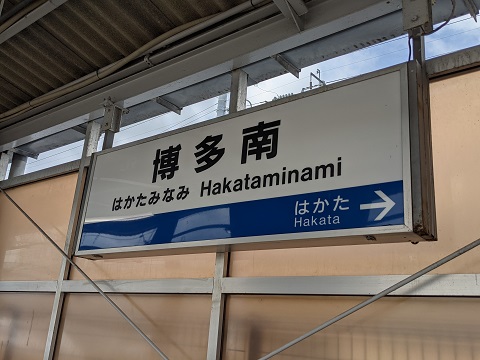 博多南
はかたみなみ Hakataminami
はかた →
Hakata